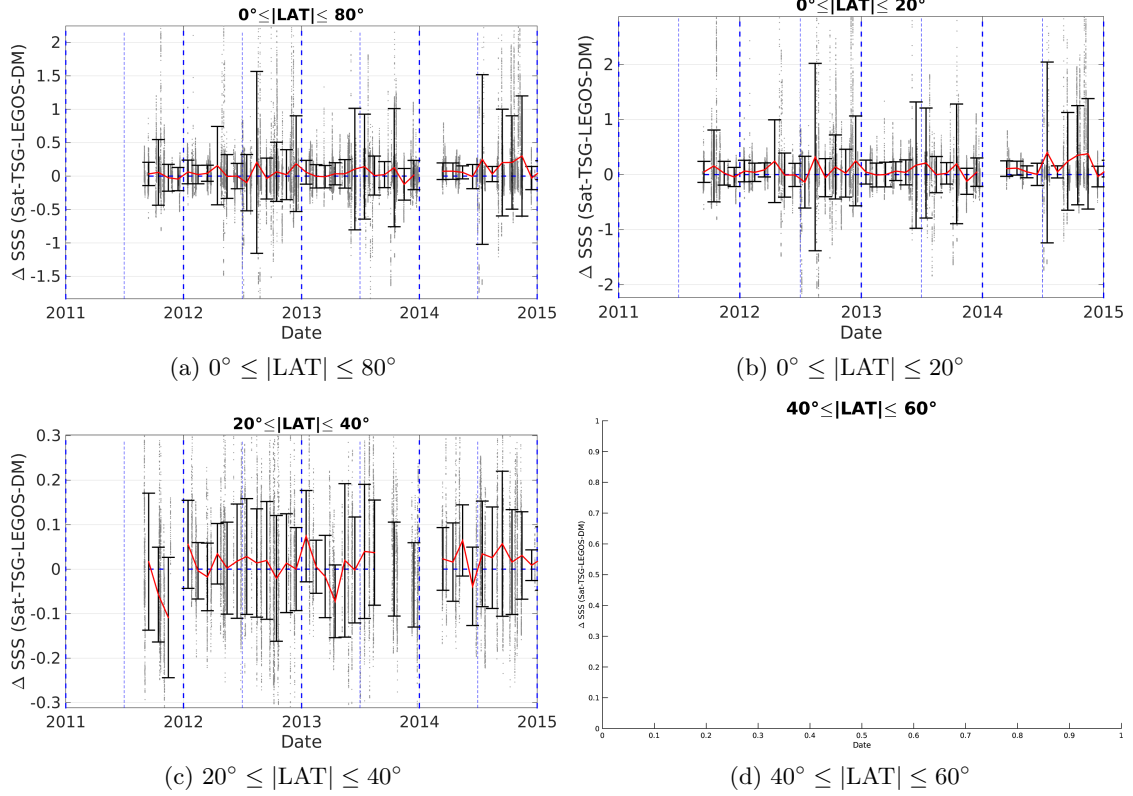 0°≤|LAT|≤ 80°
Δ SSS (Sat-TSG-LEGOS-DM)
2
1.5
1
0.5
0
-0.5
-1
-1.5
2011 2012 2013 2014 2015
Date
(a) 0° ≤ |LAT| ≤ 80°
0°≤|LAT|≤ 20°
Δ SSS (Sat-TSG-LEGOS-DM)
2
1
0
-1
-2
2011 2012 2013 2014 2015
Date
(b) 0° ≤ |LAT| ≤ 20°
20°≤|LAT|≤ 40°
Δ SSS (Sat-TSG-LEGOS-DM)
0.3
0.2
0.1
0
-0.1
-0.2
-0.3
2011 2012 2013 2014 2015
Date
(c) 20° ≤ |LAT| ≤ 40°
40°≤|LAT|≤ 60°
Δ SSS (Sat-TSG-LEGOS-DM)
1
0.9
0.8
0.7
0.6
0.5
0.4
0.3
0.2
0.1
0
0 0.1 0.2 0.3 0.4 0.5 0.6 0.7 0.8 0.9 1
Date
(d) 40° ≤ |LAT| ≤ 60°